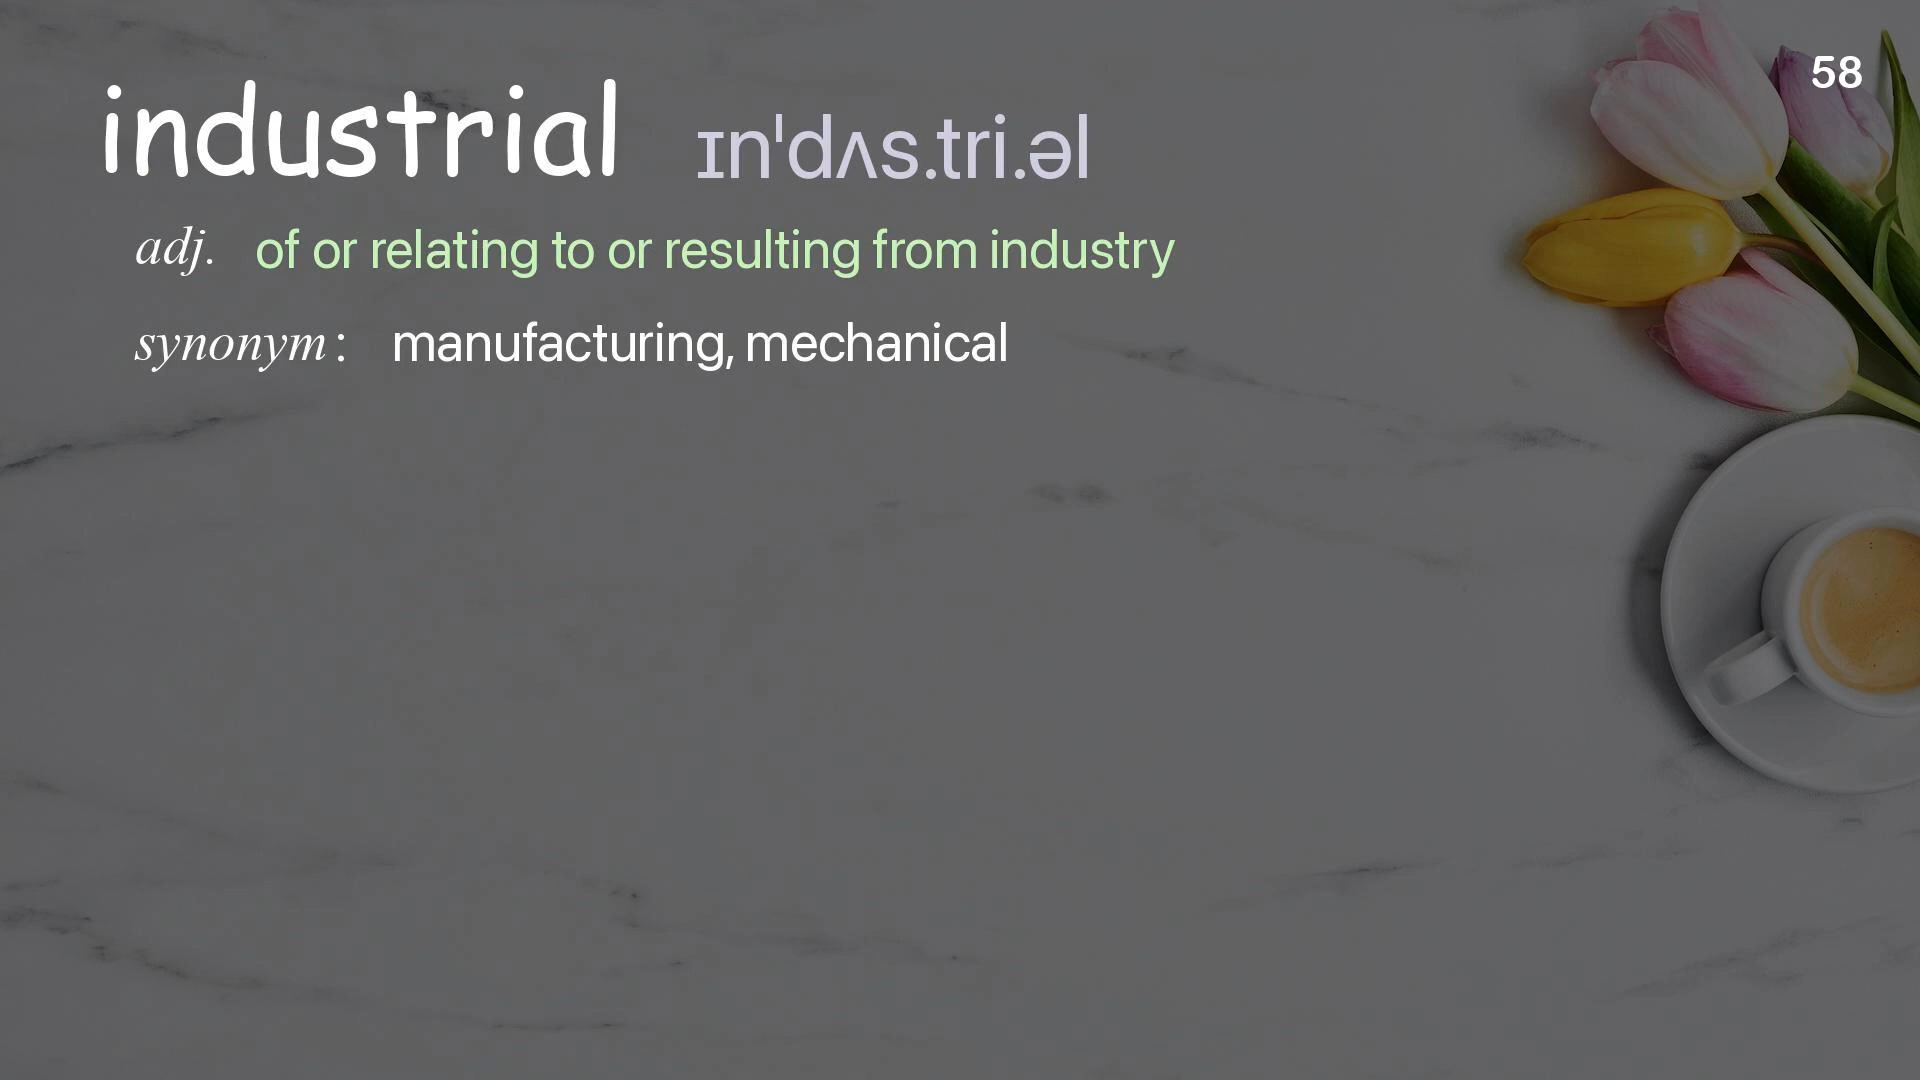 58
industrial ɪnˈdʌs.tri.əl
adj. of or relating to or resulting from industry
synonym : manufacturing, mechanical